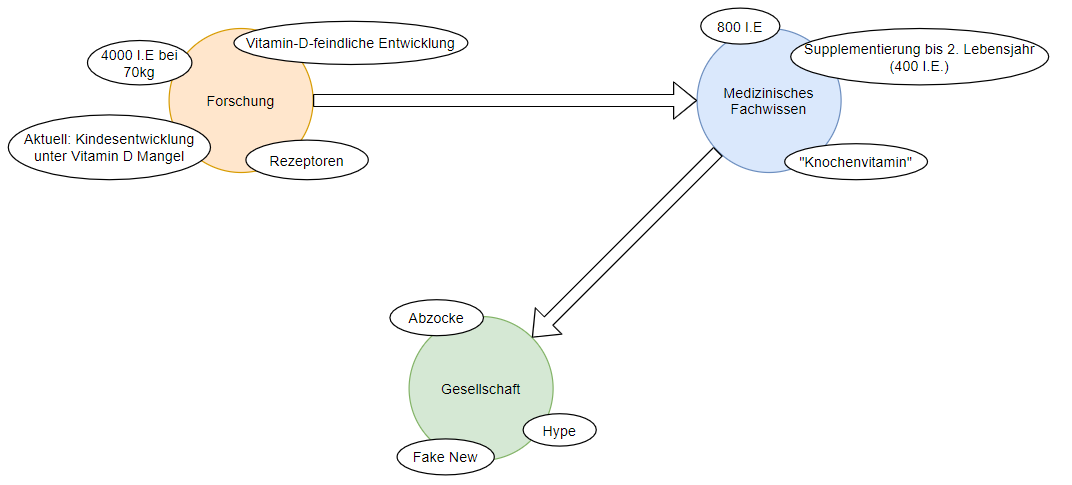 Vitamin-D-feindliche Entwicklung
4000 I.E bei
70kg
Forschung
Aktuell: Kindesentwicklung
unter Vitamin D Mangel
Rezeptoren
800 I.E
Supplementierung bis 2. Lebensjahr
(400 I.E.)
Medizinisches
Fachwissen
"Knochenvitamin"
Abzocke
Gesellschaft
Hype
Fake New